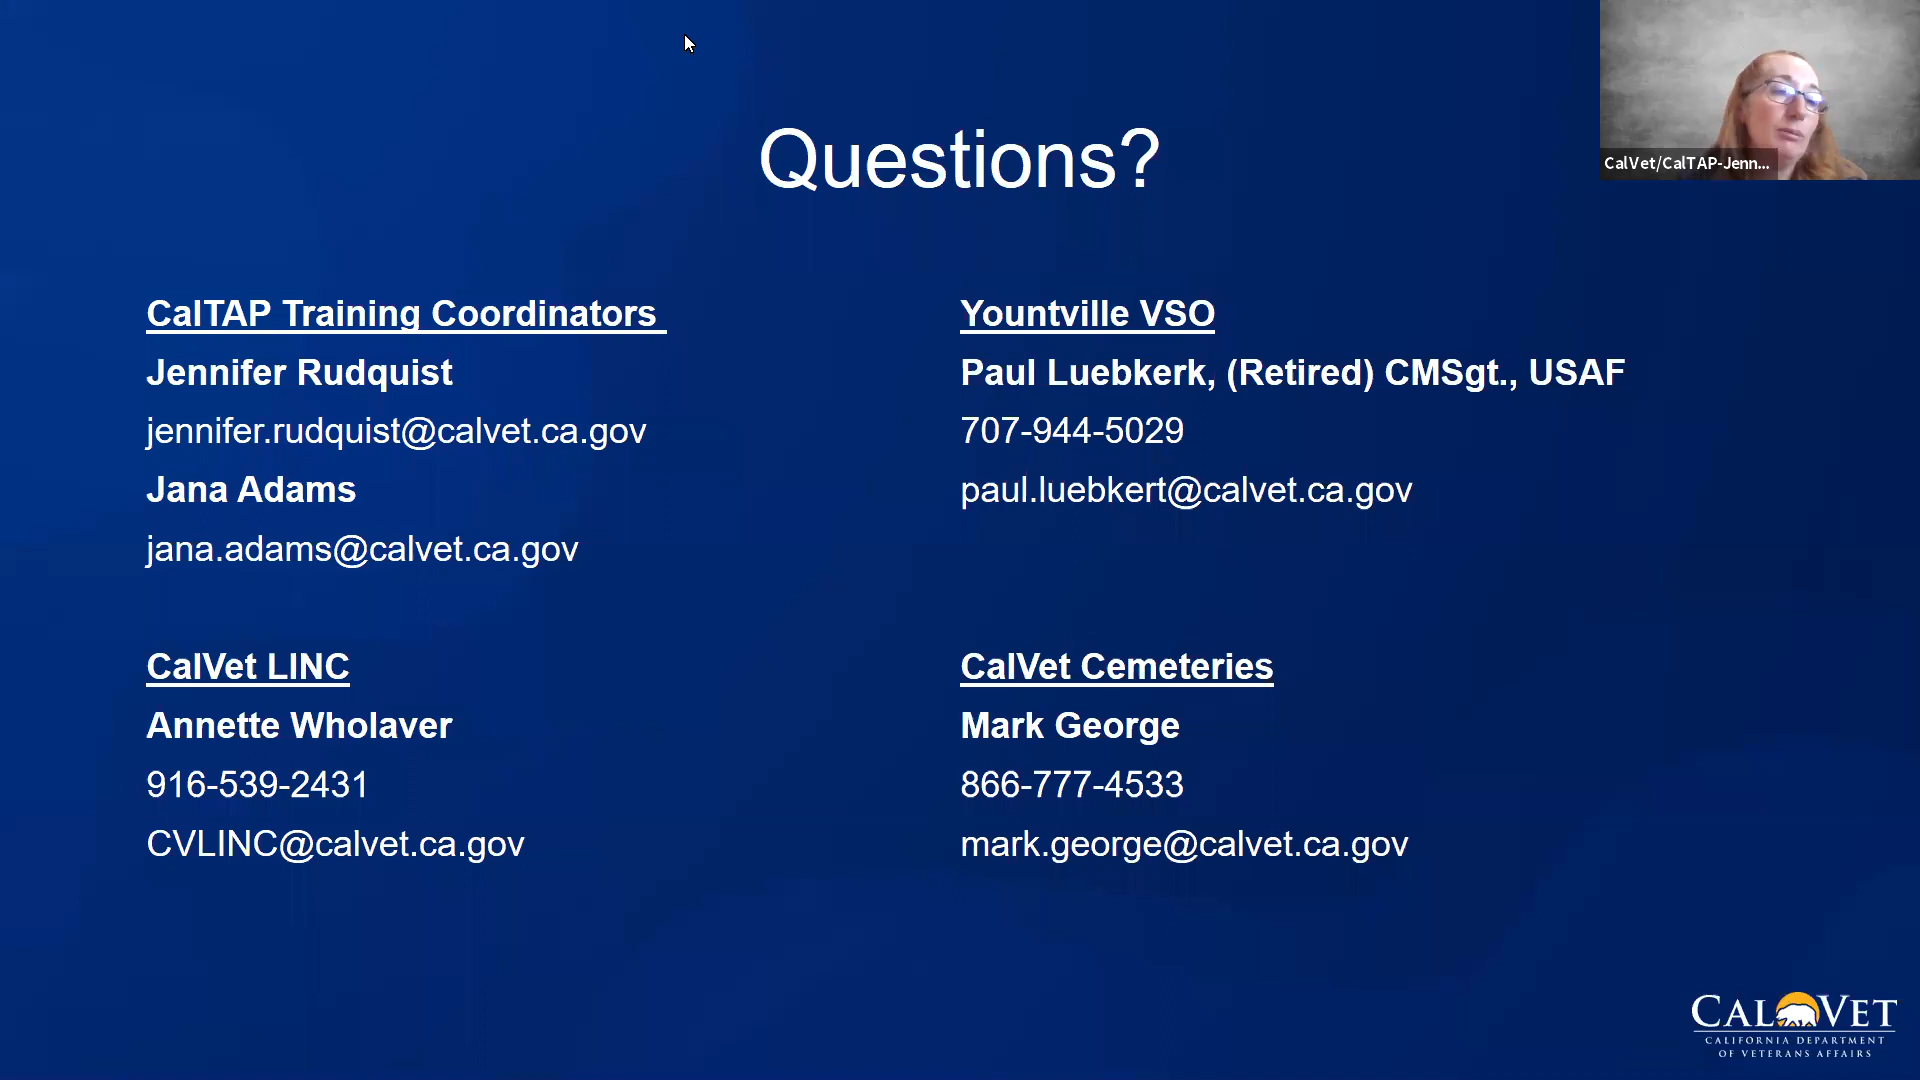 Questions?
CalVet/CalTAP-Jenn...
CalTAP Training Coordinators
Jennifer Rudquist
jennifer.rudquist@calvet.ca.gov
Jana Adams
jana.adams@calvet.ca.gov
Yountville VSO
Paul Luebkerk, (Retired) CMSgt., USAF
707-944-5029
paul.luebkert@calvet.ca.gov
CalVet LINC
Annette Wholaver
916-539-2431
CVLINC@calvet.ca.gov
CalVet Cemeteries
Mark George
866-777-4533
mark.george@calvet.ca.gov
CALVET
CALIFORNIA DEPARTMENT
OF VETERANS AFFAIRS